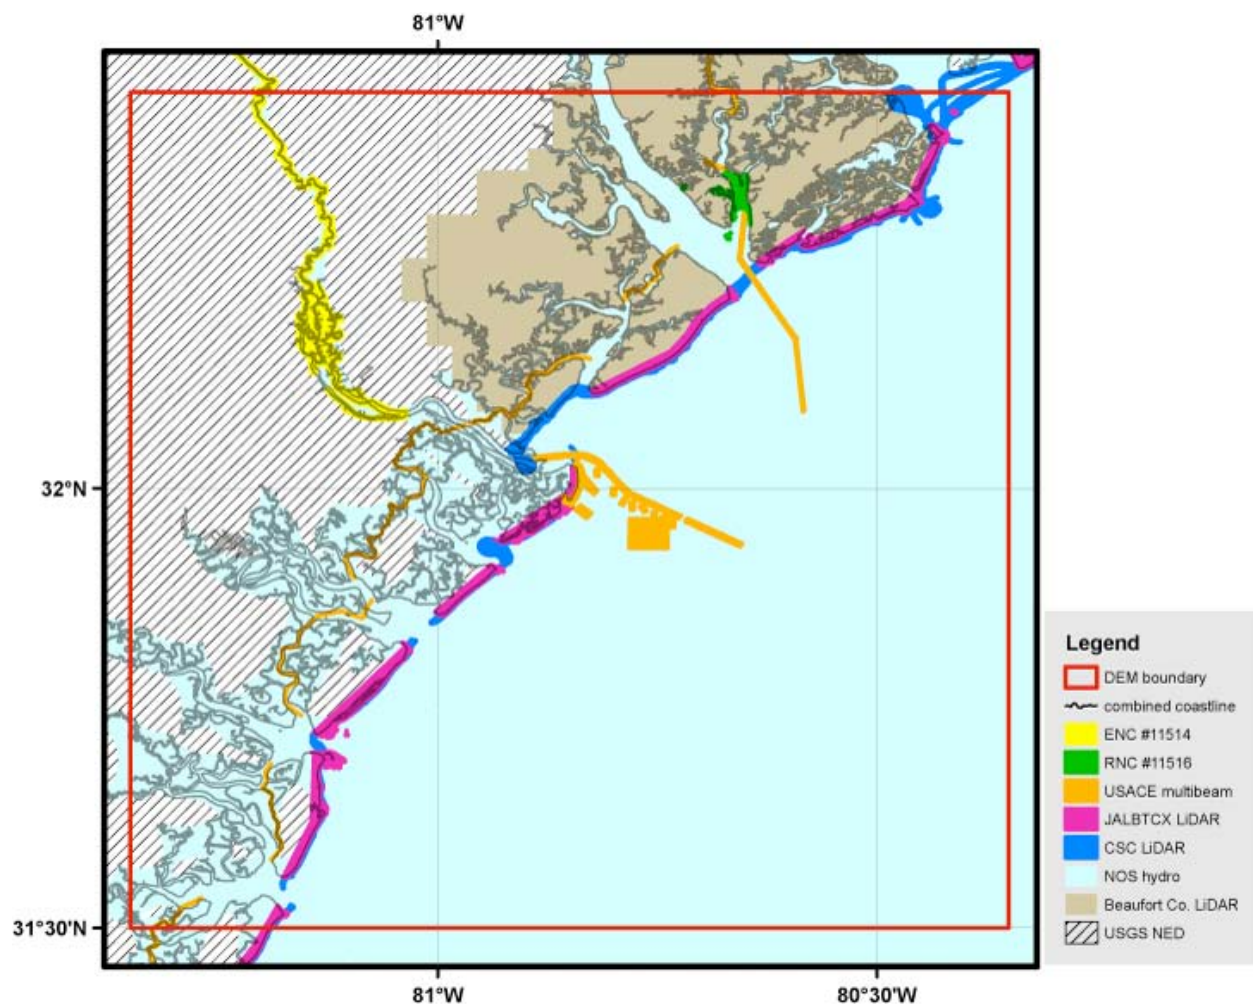 81°W
32°N
31°30'N
81°W
80°30'W
Legend
DEM boundary
combined coastline
ENC #11514
RNC #11516
USACE multibeam
JALBTCX LiDAR
CSC LiDAR
NOS hydro
Beaufort Co. LiDAR
USGS NED